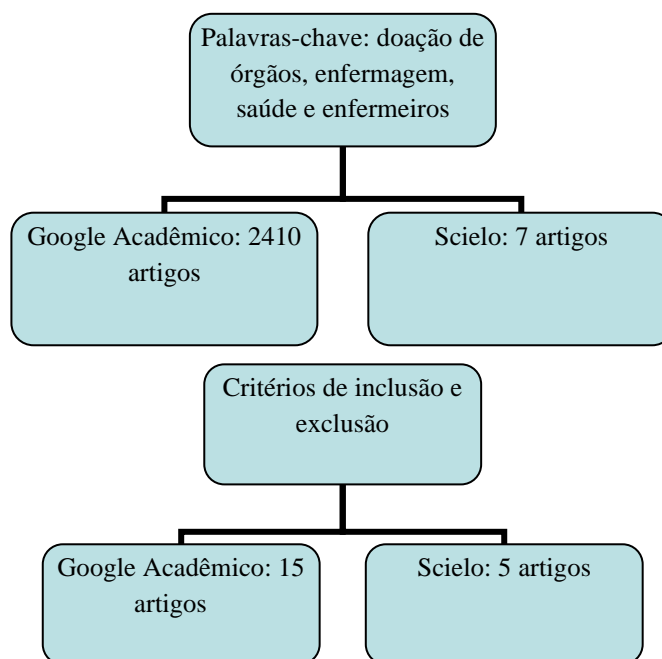 Palavras-chave: doação de
órgãos, enfermagem,
saúde e enfermeiros
Google Acadêmico: 2410
artigos
Scielo: 7 artigos
Critérios de inclusão e
exclusão
Google Acadêmico: 15
artigos
Scielo: 5 artigos